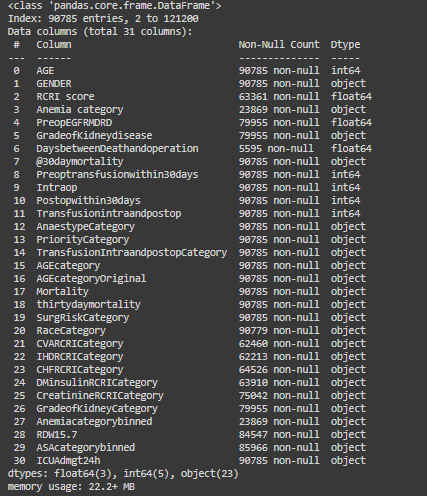 <class 'pandas.core.frame.DataFrame'>
Index: 90785 entries, 2 to 121200
Data columns (total 31 columns):
 #   Column                            Non-Null Count  Dtype
---  ------                            --------------  -----
 0   AGE                               90785 non-null  int64
 1   GENDER                            90785 non-null  object
 2   RCRI score                        63361 non-null  float64
 3   Anemia category                   23869 non-null  object
 4   PreopEGFRMDRD                     79955 non-null  float64
 5   GradeofKidneydisease              79955 non-null  object
 6   DaysbetweenDeathandoperation      5595 non-null   float64
 7   @30daymortality                   90785 non-null  object
 8   Preoptransfusionwithin30days      90785 non-null  int64
 9   Intraop                           90785 non-null  int64
 10  Postopwithin30days                90785 non-null  int64
 11  Transfusionintraandpostop         90785 non-null  int64
 12  AnaestypeCategory                 90785 non-null  object
 13  PriorityCategory                  90785 non-null  object
 14  TransfusionIntraandpostopCategory 90785 non-null  object
 15  AGEcategory                       90785 non-null  object
 16  AGEcategoryOriginal               90785 non-null  object
 17  Mortality                         90785 non-null  object
 18  thirtydaymortality                90785 non-null  object
 19  SurgRiskCategory                  90785 non-null  object
 20  RaceCategory                      90779 non-null  object
 21  CVARCRICategory                   62460 non-null  object
 22  IHDRCRICategory                   62213 non-null  object
 23  CHFRCRICategory                   64526 non-null  object
 24  DMinsulinRCRICategory             63910 non-null  object
 25  CreatinineRCRICategory            75042 non-null  object
 26  GradeofKidneyCategory             79955 non-null  object
 27  Anemiacategorybinned              23869 non-null  object
 28  RDW15.7                           84547 non-null  object
 29  ASAcategorybinned                 85966 non-null  object
 30  ICUAdmgt24h                       90785 non-null  object
dtypes: float64(3), int64(5), object(23)
memory usage: 22.2+ MB